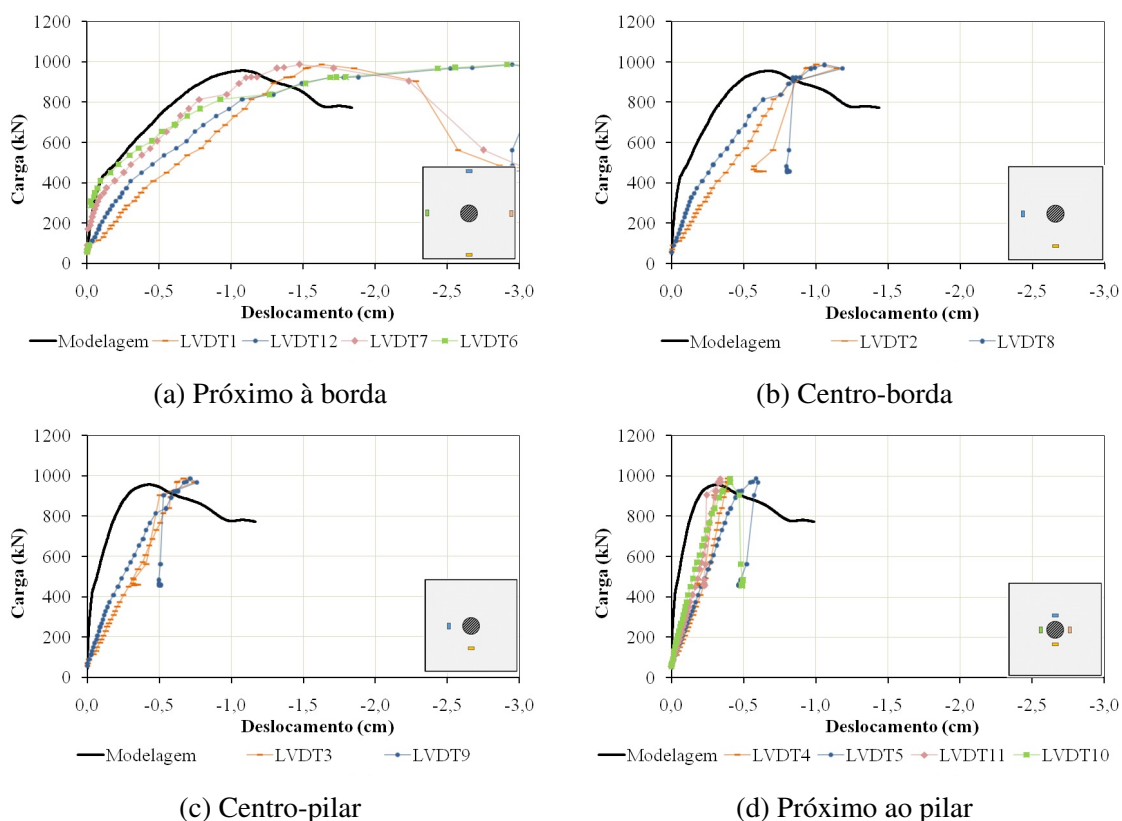 1200
1000
800
600
400
200
0
Carga (kN)
0,0 -0,5 -1,0 -1,5 -2,0 -2,5 -3,0
Deslocamento (cm)
Modelagem LVDT1 LVDT12 LVDT7 LVDT6
(a) Próximo à borda
1200
1000
800
600
400
200
0
Carga (kN)
0,0 -0,5 -1,0 -1,5 -2,0 -2,5 -3,0
Deslocamento (cm)
Modelagem LVDT2 LVDT8
(b) Centro-borda
1200
1000
800
600
400
200
0
Carga (kN)
0,0 -0,5 -1,0 -1,5 -2,0 -2,5 -3,0
Deslocamento (cm)
Modelagem LVDT3 LVDT9
(c) Centro-pilar
1200
1000
800
600
400
200
0
Carga (kN)
0,0 -0,5 -1,0 -1,5 -2,0 -2,5 -3,0
Deslocamento (cm)
Modelagem LVDT4 LVDT5 LVDT11 LVDT10
(d) Próximo ao pilar